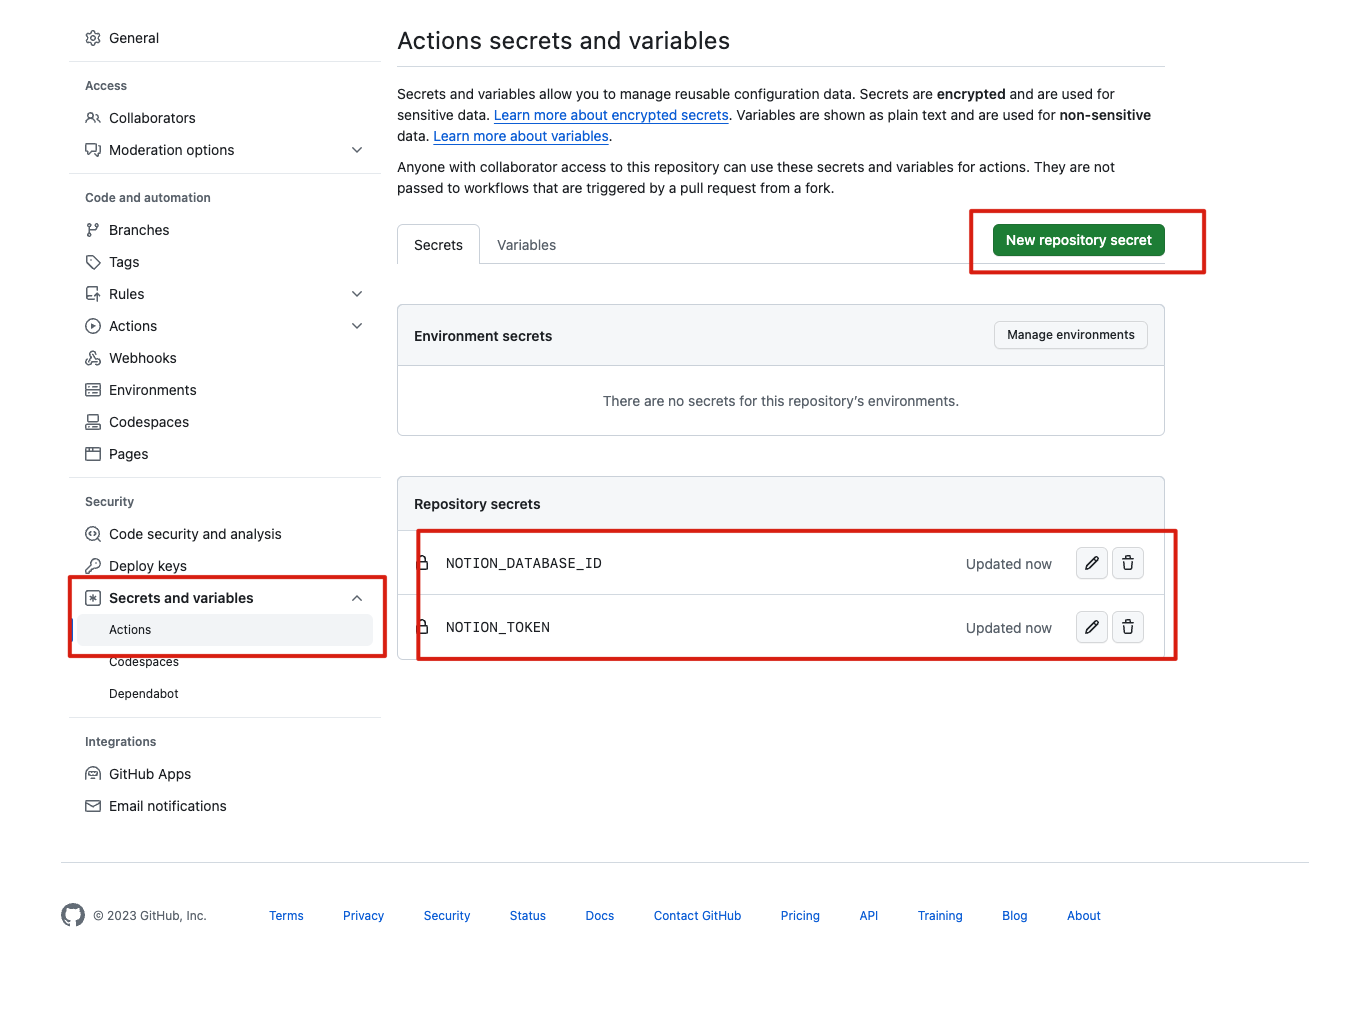 General
Access
Collaborators
Moderation options
Code and automation
Branches
Tags
Rules
Actions
Webhooks
Environments
Codespaces
Pages
Security
Code security and analysis
Deploy keys
Secrets and variables
Actions
Codespaces
Dependabot
Integrations
GitHub Apps
Email notifications
Actions secrets and variables
Secrets and variables allow you to manage reusable configuration data. Secrets are encrypted and are used for
sensitive data. Learn more about encrypted secrets. Variables are shown as plain text and are used for non-sensitive
data. Learn more about variables.
Anyone with collaborator access to this repository can use these secrets and variables for actions. They are not
passed to workflows that are triggered by a pull request from a fork.
Secrets Variables New repository secret
Environment secrets Manage environments
There are no secrets for this repository's environments.
Repository secrets
NOTION_DATABASE_ID Updated now
NOTION_TOKEN Updated now
© 2023 GitHub, Inc. Terms Privacy Security Status Docs Contact GitHub Pricing API Training Blog About